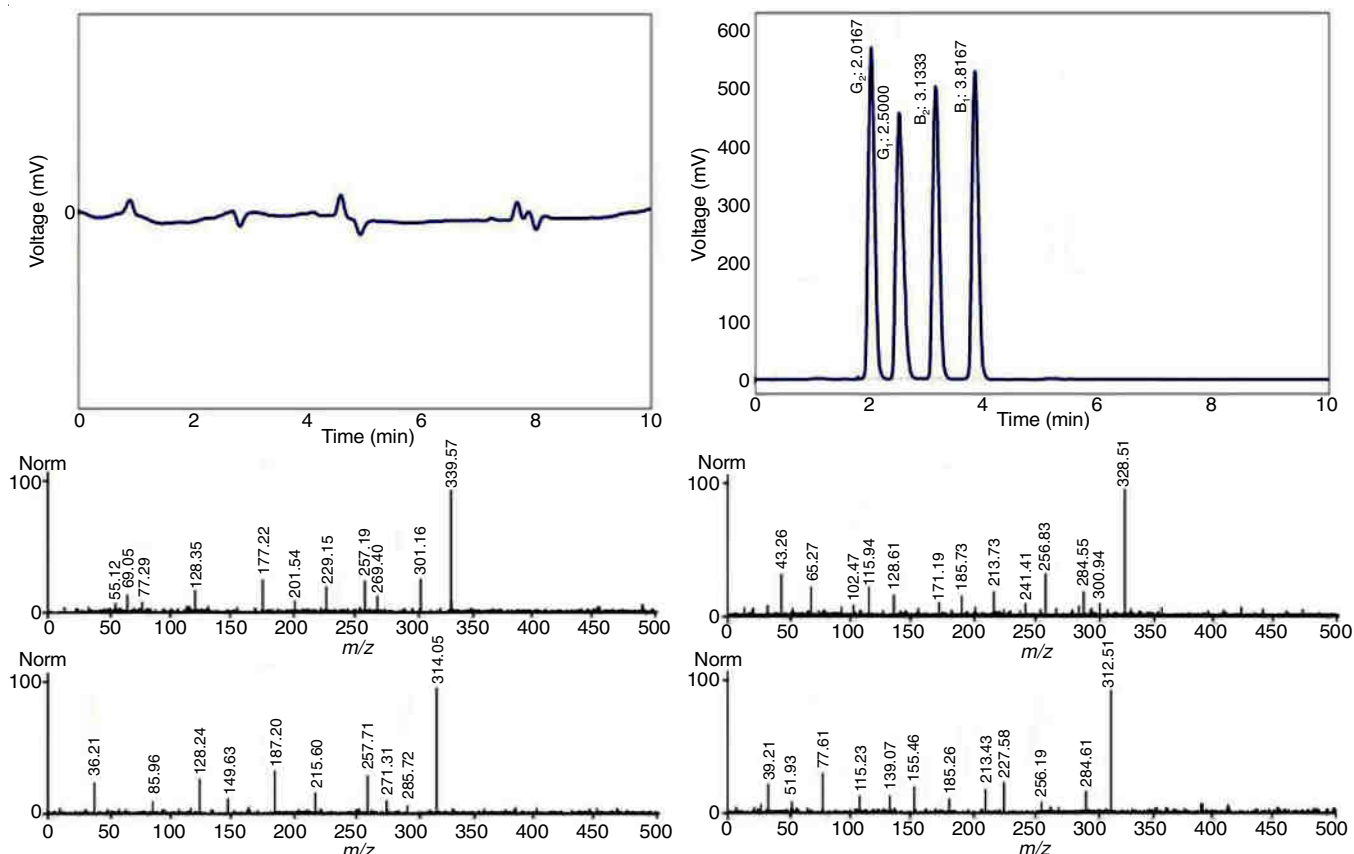 Voltage (mV)
0
0 2 4 6 8 10
Time (min)
Voltage (mV)
600
500
400
300
200
100
0
G₂: 2.0167
G₁: 2.5000
B₂: 3.1333
B₁: 3.8167
0 2 4 6 8 10
Time (min)
Norm
100
0
55.12
69.05
77.29
128.35
177.22
201.54
229.15
257.19
269.40
301.16
339.57
0 50 100 150 200 250 300 350 400 450 500
m/z
Norm
100
0
43.26
65.27
102.47
115.94
128.61
171.19
185.73
213.73
241.41
256.83
284.55
300.94
328.51
0 50 100 150 200 250 300 350 400 450 500
m/z
Norm
100
0
36.21
85.96
128.24
149.63
187.20
215.60
257.71
271.31
285.72
314.05
0 50 100 150 200 250 300 350 400 450 500
m/z
Norm
100
0
39.21
51.93
77.61
115.23
139.07
155.46
185.26
213.43
227.58
256.19
284.61
312.51
0 50 100 150 200 250 300 350 400 450 500
m/z